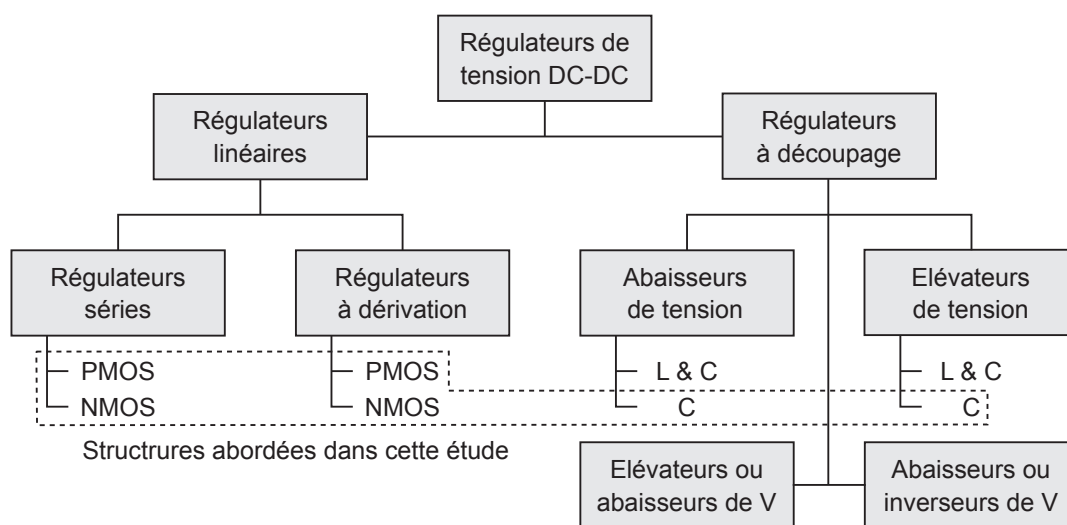 Régulateurs de
tension DC-DC
Régulateurs
linéaires
Régulateurs
à découpage
Régulateurs
séries
Régulateurs
à dérivation
Abaisseurs
de tension
Elévateurs
de tension
PMOS
NMOS
PMOS
NMOS
L & C
C
L & C
C
Structrures abordées dans cette étude
Elévateurs ou
abaisseurs de V
Abaisseurs ou
inverseurs de V